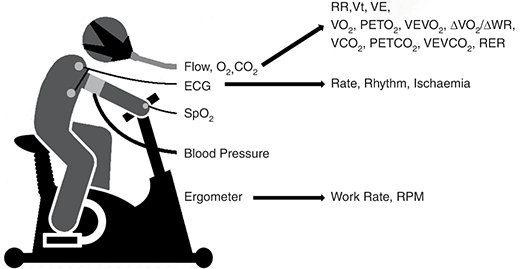 RR,Vt, VE,
VO₂, PETO₂, VEVO₂, ΔVO₂/ΔWR,
VCO₂, PETCO₂, VEVCO₂, RER
Flow, O₂,CO₂
ECG
Rate, Rhythm, Ischaemia
SpO₂
Blood Pressure
Ergometer
Work Rate, RPM